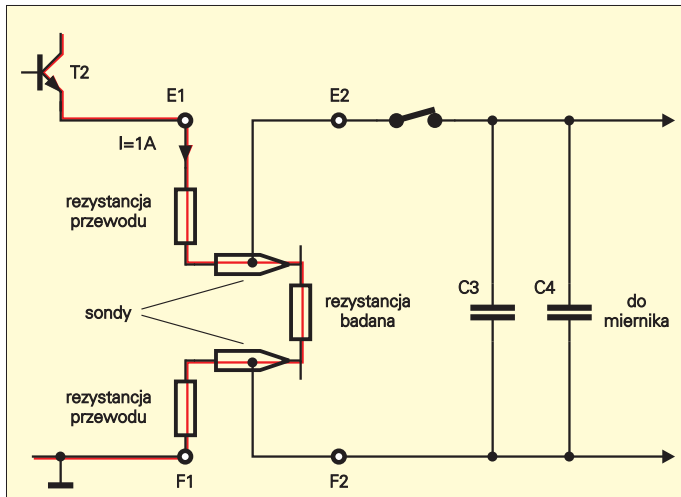 T2
E1
E2
I=1A
rezystancja
przewodu
sondy
rezystancja
badana
C3
C4
do
miernika
rezystancja
przewodu
F1
F2